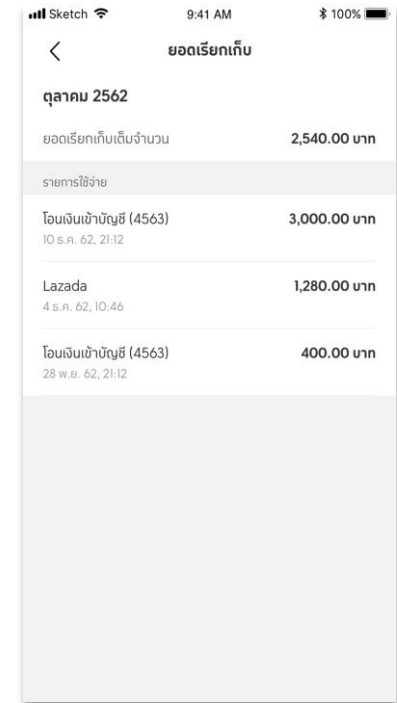 Sketch 9:41 AM 100%
ยอดเรียกเก็บ
ตุลาคม 2562
ยอดเรียกเก็บเต็มจำนวน 2,540.00 บาท
รายการใช้จ่าย
โอนเงินเข้าบัญชี (4563) 3,000.00 บาท
10 ธ.ค. 62, 21:12
Lazada 1,280.00 บาท
4 ธ.ค. 62, 10:46
โอนเงินเข้าบัญชี (4563) 400.00 บาท
28 พ.ย. 62, 21:12